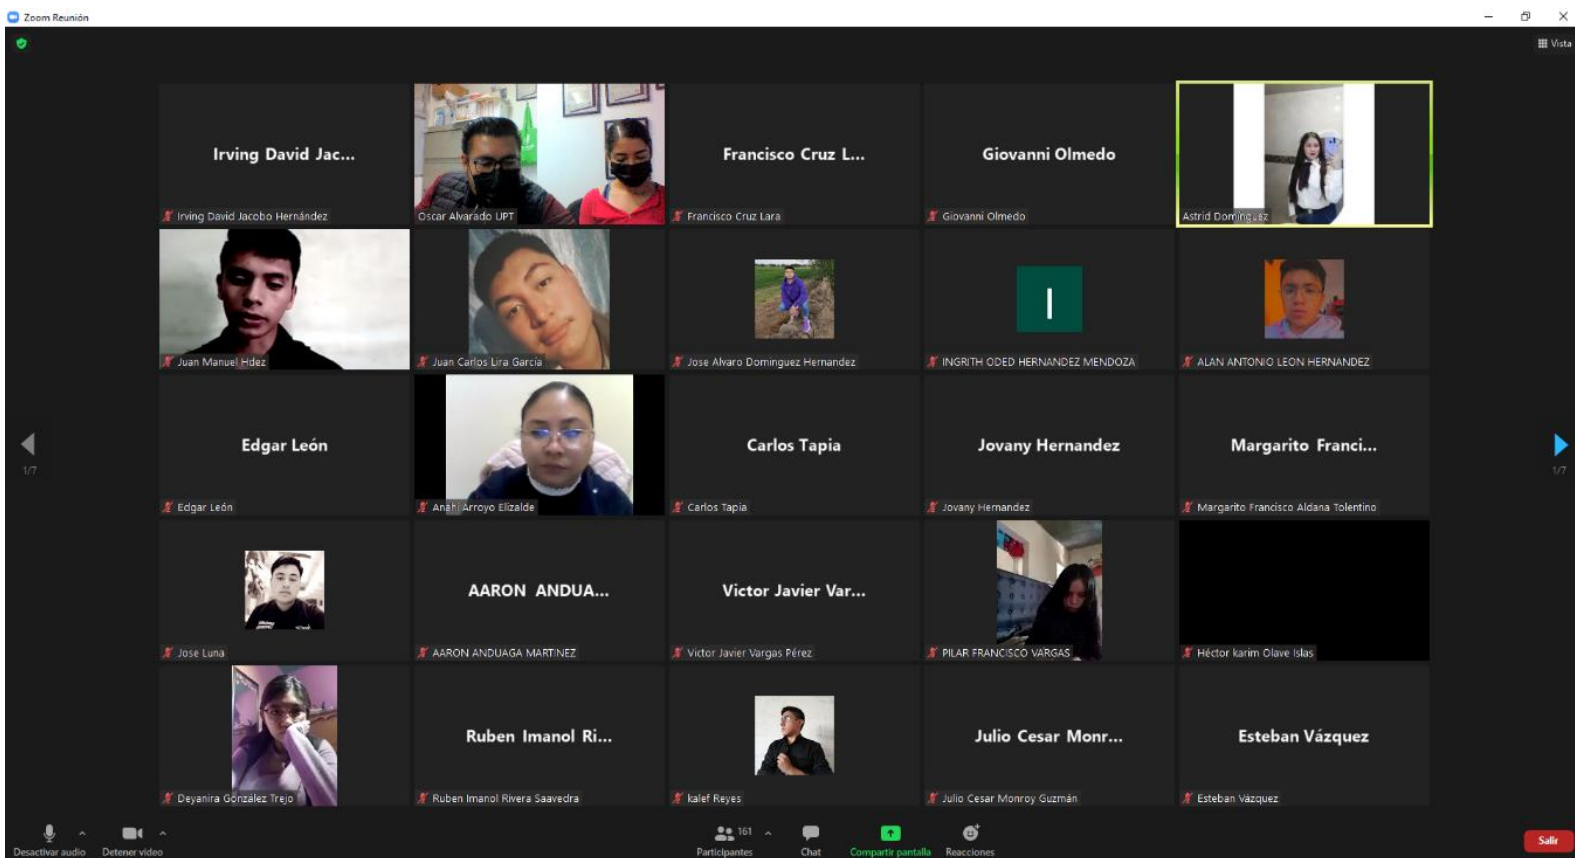 Zoom Reunión
Vista
Irving David Jac...
Irving David Jacobo Hernández
Oscar Alvarado UPT
Francisco Cruz L...
Francisco Cruz Lara
Giovanni Olmedo
Giovanni Olmedo
Astrid Dominguez
Juan Manuel Hdez
Juan Carlos Lira García
Jose Alvaro Dominguez Hernandez
I
INGRITH ODED HERNANDEZ MENDOZA
ALAN ANTONIO LEON HERNANDEZ
Edgar León
Edgar León
Anahi Arroyo Elizalde
Carlos Tapia
Carlos Tapia
Jovany Hernandez
Jovany Hernandez
Margarito Franci...
Margarito Francisco Aldana Tolentino
1/7
1/7
Jose Luna
AARON ANDUA...
AARON ANDUAGA MARTINEZ
Victor Javier Var...
Victor Javier Vargas Pérez
PILAR FRANCISCO VARGAS
Héctor karim Olave Islas
Deyanira González Trejo
Ruben Imanol Ri...
Ruben Imanol Rivera Saavedra
kalef Reyes
Julio Cesar Monr...
Julio Cesar Monroy Guzmán
Esteban Vázquez
Esteban Vázquez
Desactivar audio
Detener video
161
Participantes
Chat
Compartir pantalla
Reacciones
Salir